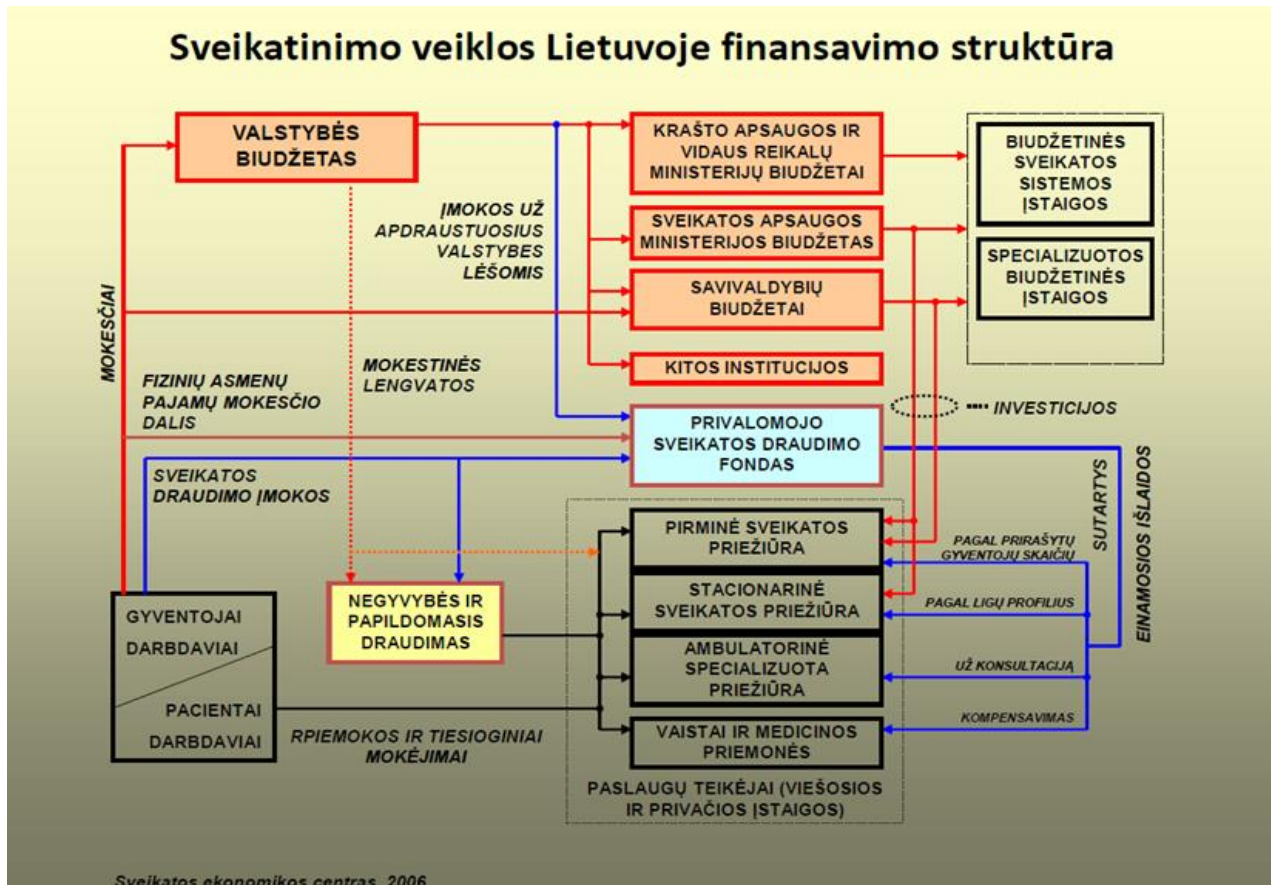 Sveikatinimo veiklos Lietuvoje finansavimo struktūra
VALSTYBĖS
BIUDŽETAS
KRAŠTO APSAUGOS IR
VIDAUS REIKALŲ
MINISTERIJŲ BIUDŽETAI
BIUDŽETINĖS
SVEIKATOS
SISTEMOS
ĮSTAIGOS
ĮMOKOS UŽ
APDRAUSTUOSIUS
VALSTYBES
LĖŠOMIS
SVEIKATOS APSAUGOS
MINISTERIJOS BIUDŽETAS
SPECIALIZUOTOS
BIUDŽETINĖS
ĮSTAIGOS
SAVIVALDYBIŲ
BIUDŽETAI
MOKESČIAI
MOKESTINĖS
LENGVATOS
KITOS INSTITUCIJOS
FIZINIŲ ASMENŲ
PAJAMŲ MOKESČIO
DALIS
INVESTICIJOS
PRIVALOMOJO
SVEIKATOS DRAUDIMO
FONDAS
SVEIKATOS
DRAUDIMO ĮMOKOS
SUTARTYS
EINAMOSIOS IŠLAIDOS
PIRMINĖ SVEIKATOS
PRIEŽIŪRA
PAGAL PRIRAŠYTŲ
GYVENTOJŲ SKAIČIŲ
NEGYVYBĖS IR
PAPILDOMASIS
DRAUDIMAS
STACIONARINĖ
SVEIKATOS PRIEŽIŪRA
PAGAL LIGŲ PROFILIUS
GYVENTOJAI
DARBDAVIAI
PACIENTAI
DARBDAVIAI
AMBULATORINĖ
SPECIALIZUOTA
PRIEŽIŪRA
UŽ KONSULTACIJĄ
RPIEMOKOS IR TIESIOGINIAI
MOKĖJIMAI
VAISTAI IR MEDICINOS
PRIEMONĖS
KOMPENSAVIMAS
PASLAUGŲ TEIKĖJAI (VIEŠOSIOS
IR PRIVAČIOS ĮSTAIGOS)
Sveikatos ekonomikos centras, 2006